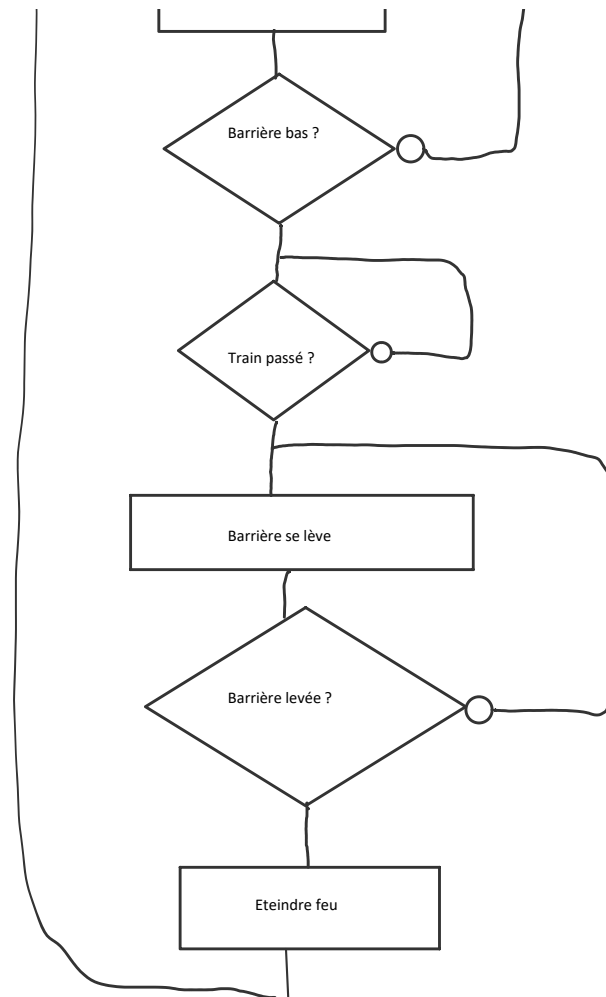 Barrière bas ?
Train passé ?
Barrière se lève
Barrière levée ?
Eteindre feu